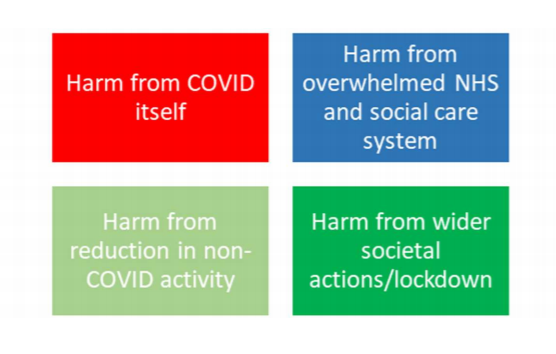 Harm from COVID
itself
Harm from
overwhelmed NHS
and social care
system
Harm from
reduction in non-
COVID activity
Harm from wider
societal
actions/lockdown